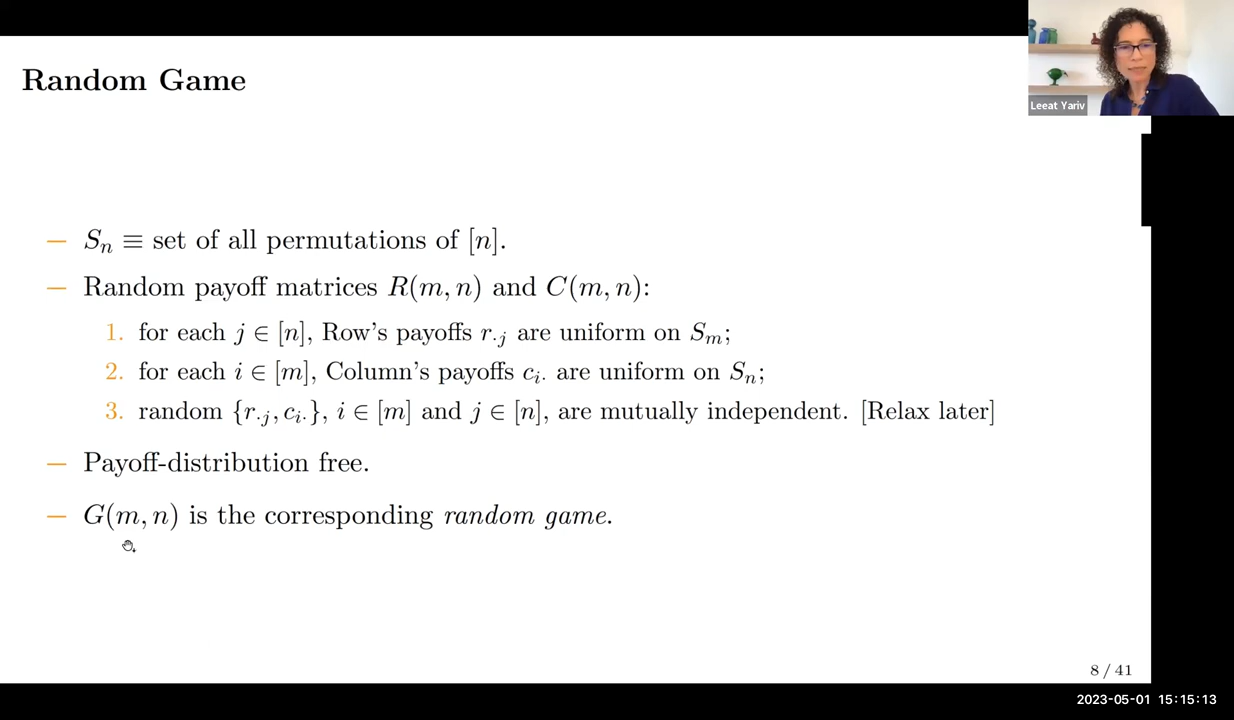 Random Game
Leeat Yariv
– Sₙ ≡ set of all permutations of [n].
– Random payoff matrices R(m, n) and C(m, n):
1. for each j ∈ [n], Row's payoffs r.ⱼ are uniform on Sₘ;
2. for each i ∈ [m], Column's payoffs cᵢ. are uniform on Sₙ;
3. random {r.ⱼ, cᵢ.}, i ∈ [m] and j ∈ [n], are mutually independent. [Relax later]
– Payoff-distribution free.
– G(m, n) is the corresponding random game.
8 / 41
2023-05-01 15:15:13